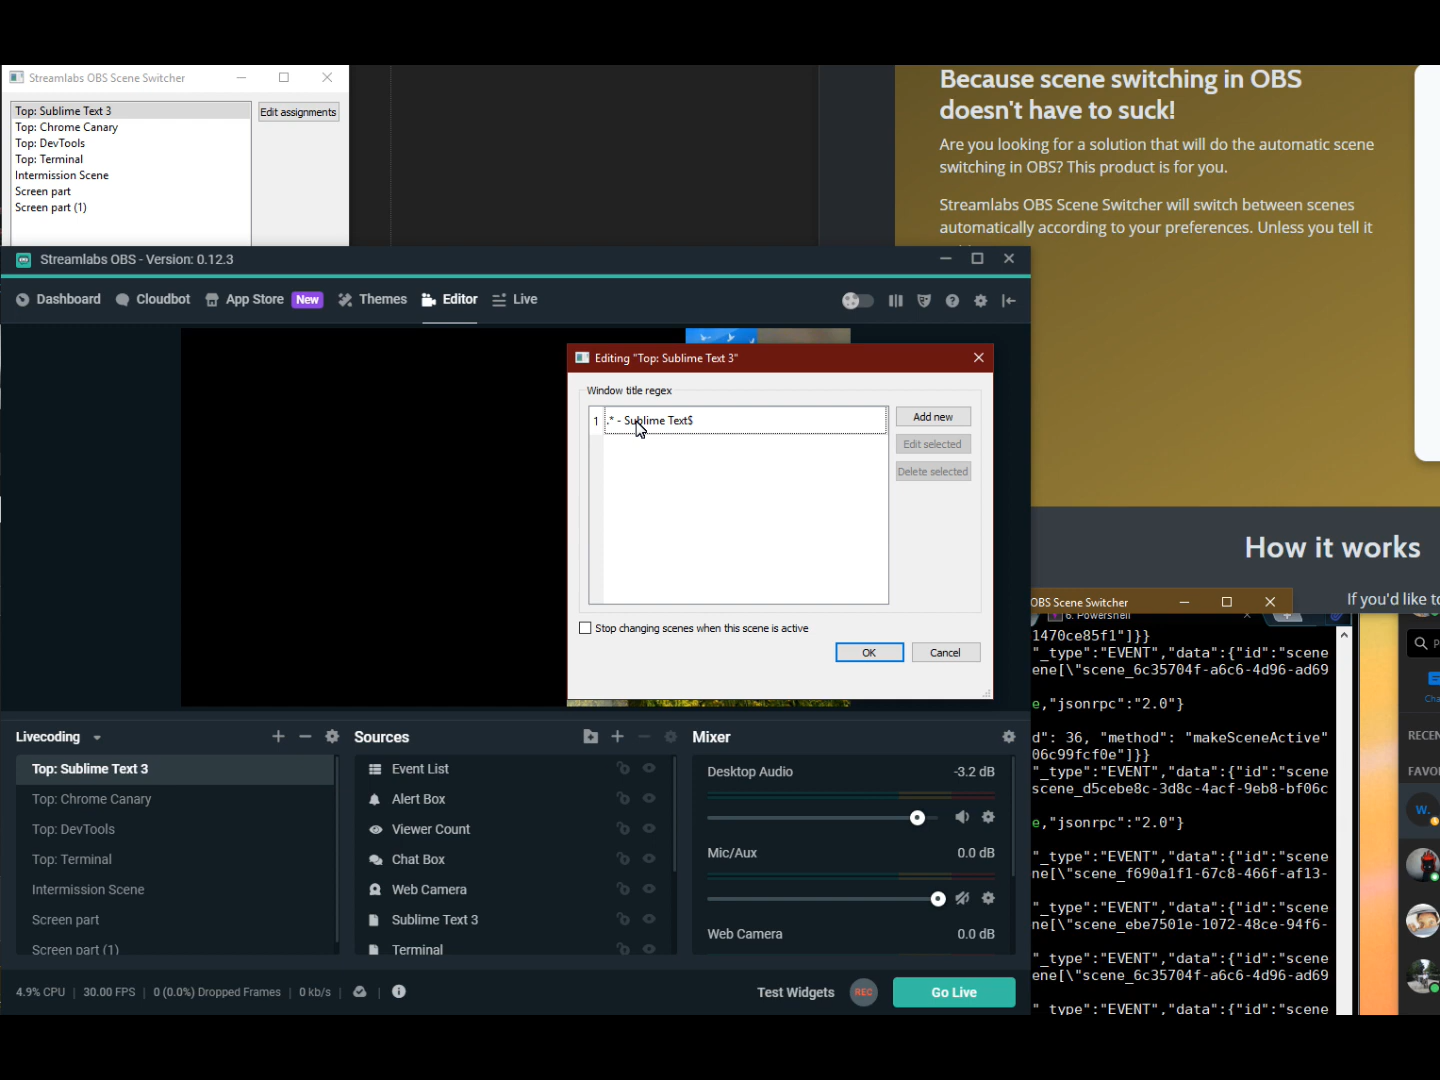 Streamlabs OBS Scene Switcher
Top: Sublime Text 3
Top: Chrome Canary
Top: DevTools
Top: Terminal
Intermission Scene
Screen part
Screen part (1)
Edit assignments
Because scene switching in OBS
doesn't have to suck!
Are you looking for a solution that will do the automatic scene
switching in OBS? This product is for you.
Streamlabs OBS Scene Switcher will switch between scenes
automatically according to your preferences. Unless you tell it
Streamlabs OBS - Version: 0.12.3
Dashboard
Cloudbot
App Store New
Themes
Editor
Live
Editing "Top: Sublime Text 3"
Window title regex
1 .* - Sublime Text$
Add new
Edit selected
Delete selected
Stop changing scenes when this scene is active
OK
Cancel
How it works
If you'd like to
OBS Scene Switcher
6. Powershell
1470ce85f1"]}}
"_type":"EVENT","data":{"id":"scene
ene[\"scene_6c35704f-a6c6-4d96-ad69
e,"jsonrpc":"2.0"}
d": 36, "method": "makeSceneActive"
06c99fcf0e"]}}
"_type":"EVENT","data":{"id":"scene
scene_d5cebe8c-3d8c-4acf-9eb8-bf06c
e,"jsonrpc":"2.0"}
"_type":"EVENT","data":{"id":"scene
ne[\"scene_f690a1f1-67c8-466f-af13-
"_type":"EVENT","data":{"id":"scene
ne[\"scene_ebe7501e-1072-48ce-94f6-
"_type":"EVENT","data":{"id":"scene
ene[\"scene_6c35704f-a6c6-4d96-ad69
"_type":"EVENT","data":{"id":"scene
P
Cha
RECEN
FAVO
W.
Livecoding
Top: Sublime Text 3
Top: Chrome Canary
Top: DevTools
Top: Terminal
Intermission Scene
Screen part
Screen part (1)
Sources
Event List
Alert Box
Viewer Count
Chat Box
Web Camera
Sublime Text 3
Terminal
Mixer
Desktop Audio -3.2 dB
Mic/Aux 0.0 dB
Web Camera 0.0 dB
4.9% CPU | 30.00 FPS | 0 (0.0%) Dropped Frames | 0 kb/s |
Test Widgets
REC
Go Live